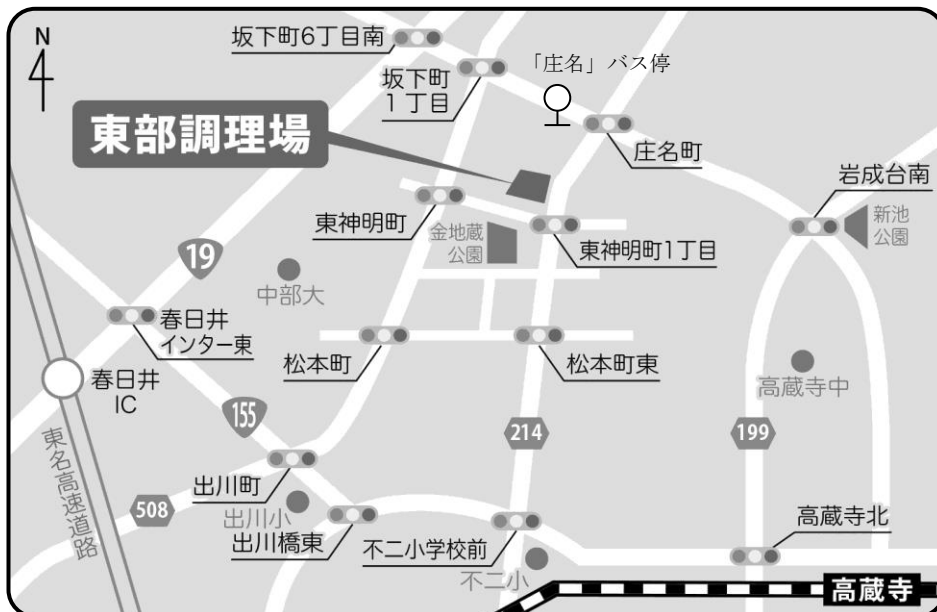 N
坂下町6丁目南
坂下町
1丁目
「庄名」バス停
東部調理場
庄名町
岩成台南
新池
公園
東神明町
金地蔵
公園
東神明町1丁目
19
中部大
春日井
インター東
松本町
松本町東
春日井
IC
高蔵寺中
155
214
199
東名高速道路
出川町
508
出川小
出川橋東
不二小学校前
高蔵寺北
不二小
高蔵寺